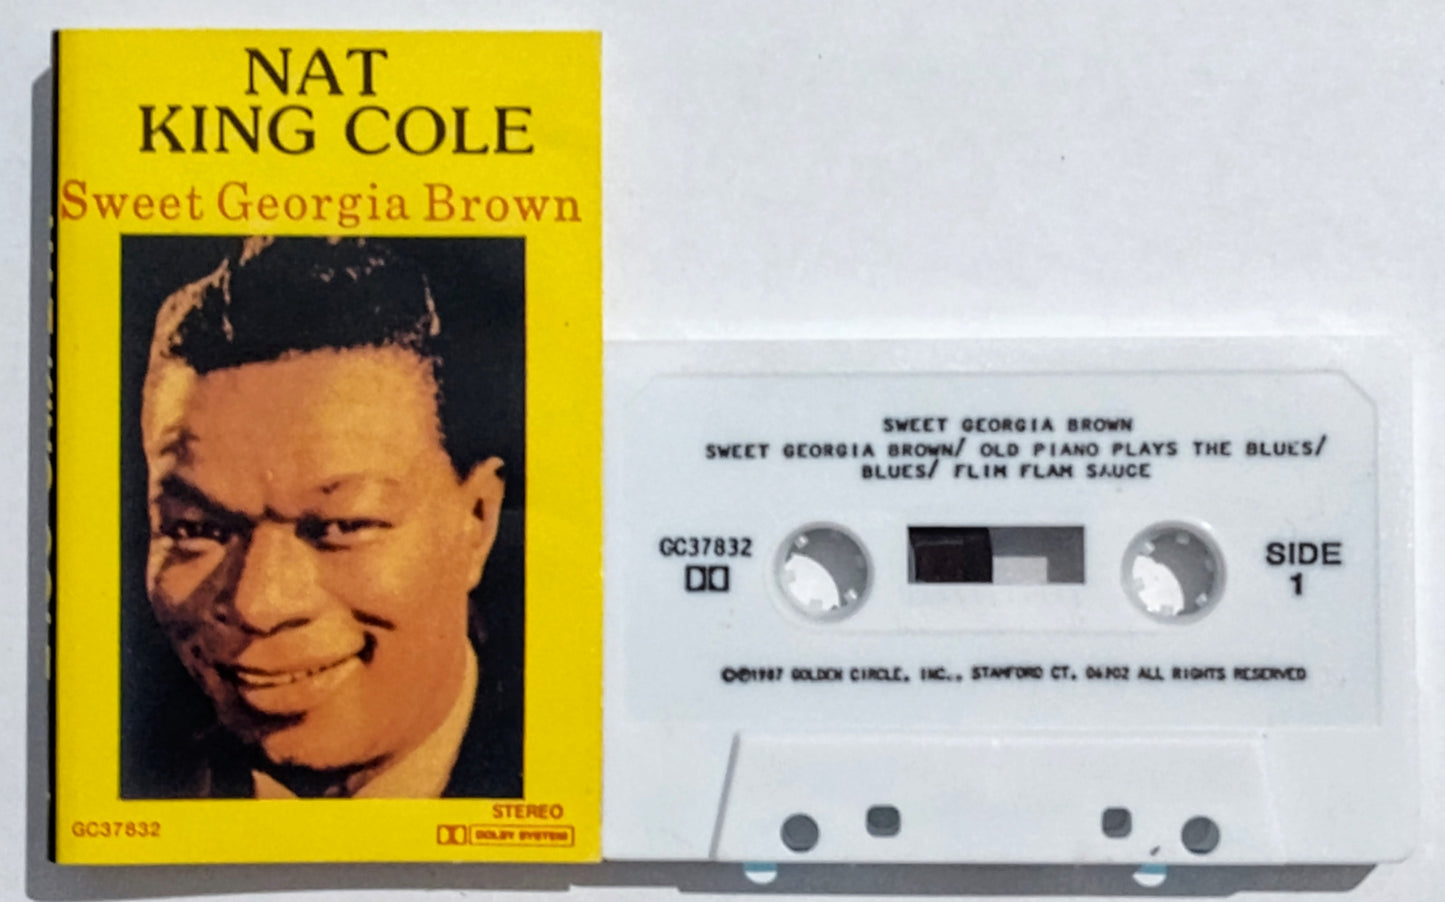 NAT
KING COLE
Sweet Georgia Brown
STEREO
GC37832
DOLBY SYSTEM
SWEET GEORGIA BROWN
SWEET GEORGIA BROWN/ OLD PIANO PLAYS THE BLUES/
BLUES/ FLIM FLAM SAUCE
GC37832
SIDE
1
©℗1987 GOLDEN CIRCLE, INC., STAMFORD CT. 06902 ALL RIGHTS RESERVED